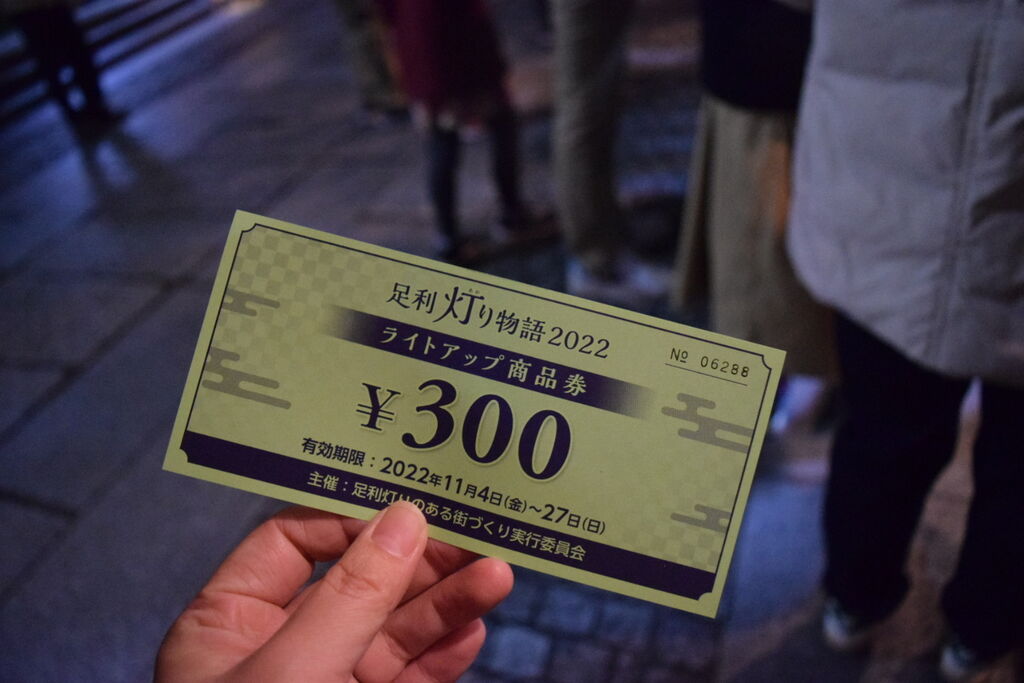 足利灯り物語2022
あか
№ 06288
ライトアップ商品券
¥300
有効期限：2022年11月4日(金)～27日(日)
主催：足利灯りのある街づくり実行委員会